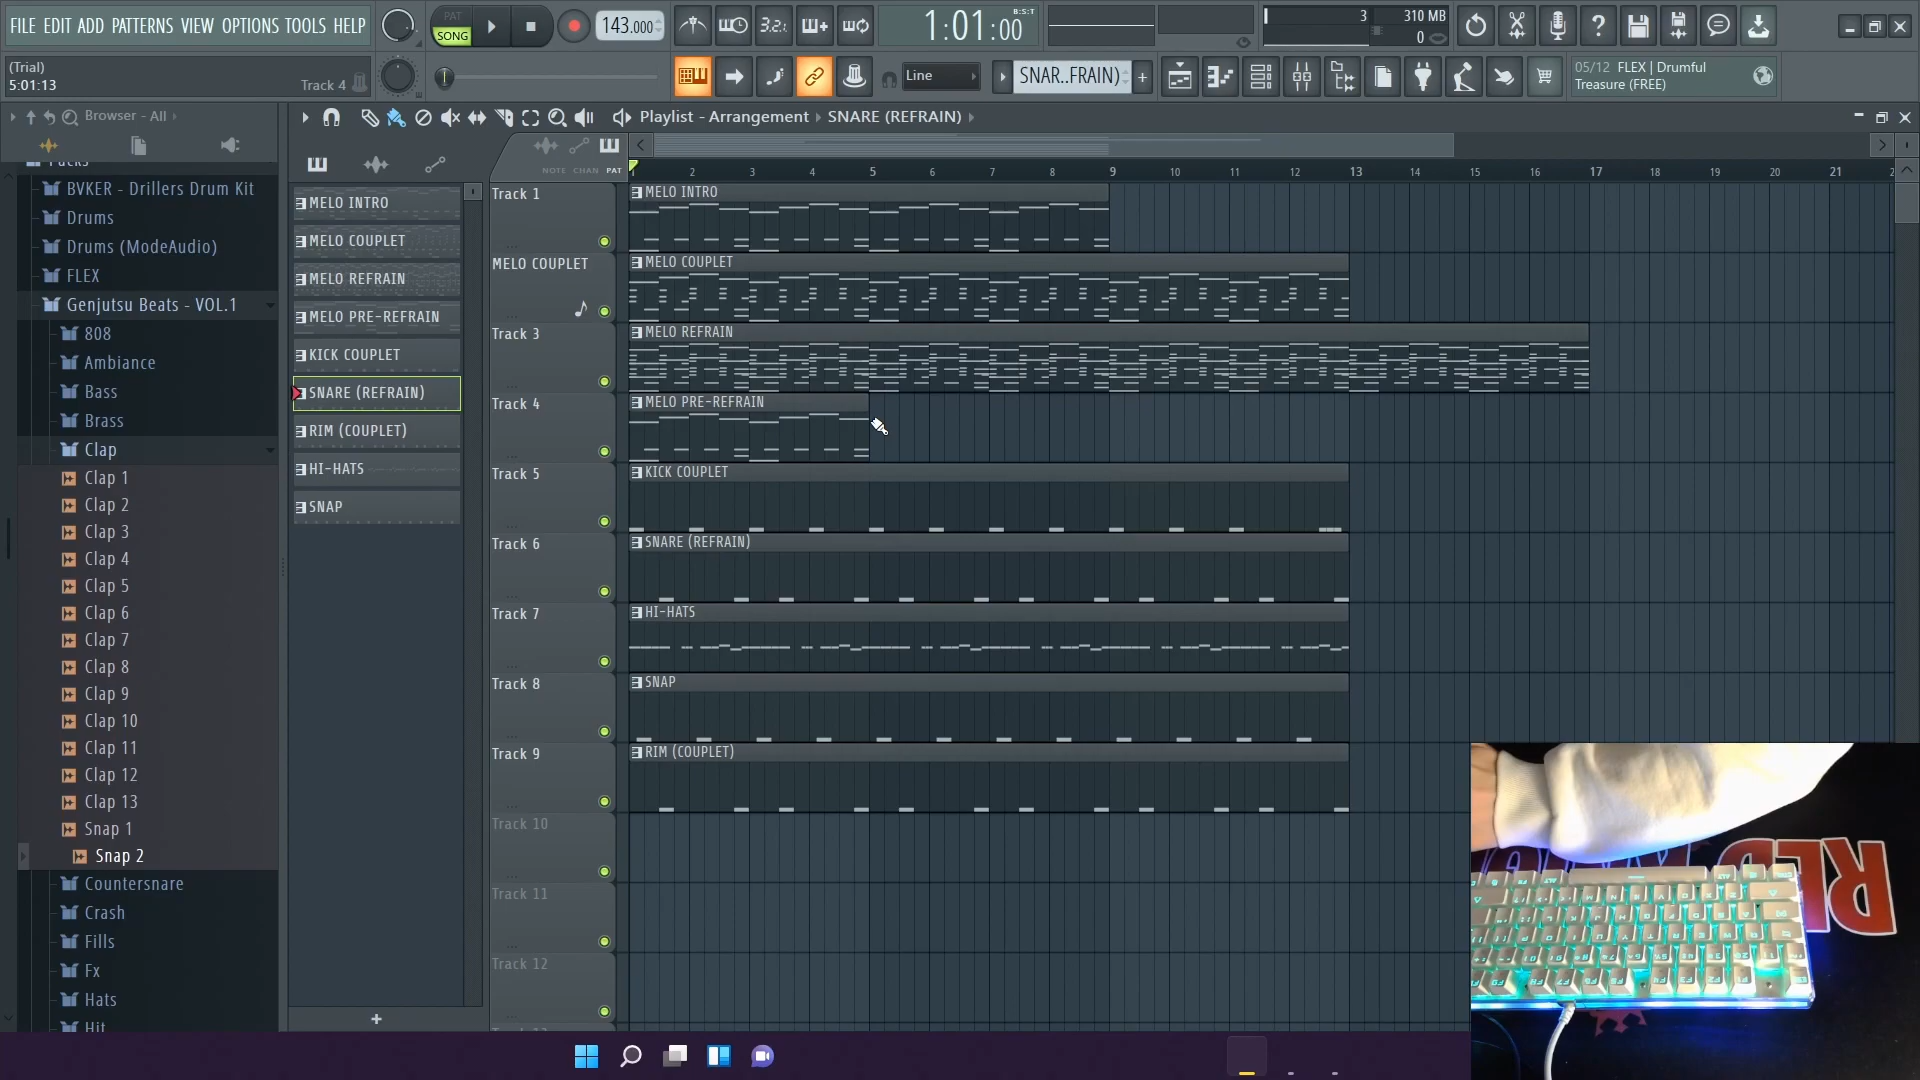 FILE EDIT ADD PATTERNS VIEW OPTIONS TOOLS HELP
PAT
SONG
143.000
3.2.
1:01:00
B:S:T
3
310 MB
0
(Trial)
5:01:13
Track 4
Line
SNAR..FRAIN)
05/12 FLEX | Drumful
Treasure (FREE)
Browser - All
Playlist - Arrangement SNARE (REFRAIN)
NOTE CHAN PAT
2 3 4 5 6 7 8 9 10 11 12 13 14 15 16 17 18 19 20 21
BVKER - Drillers Drum Kit
Drums
Drums (ModeAudio)
FLEX
Genjutsu Beats - VOL.1
808
Ambiance
Bass
Brass
Clap
Clap 1
Clap 2
Clap 3
Clap 4
Clap 5
Clap 6
Clap 7
Clap 8
Clap 9
Clap 10
Clap 11
Clap 12
Clap 13
Snap 1
Snap 2
Countersnare
Crash
Fills
Fx
Hats
Hit
MELO INTRO
MELO COUPLET
MELO REFRAIN
MELO PRE-REFRAIN
KICK COUPLET
SNARE (REFRAIN)
RIM (COUPLET)
HI-HATS
SNAP
Track 1
MELO INTRO
MELO COUPLET
MELO COUPLET
Track 3
MELO REFRAIN
Track 4
MELO PRE-REFRAIN
Track 5
KICK COUPLET
Track 6
SNARE (REFRAIN)
Track 7
HI-HATS
Track 8
SNAP
Track 9
RIM (COUPLET)
Track 10
Track 11
Track 12